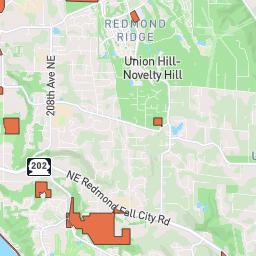 REDMOND
RIDGE
Union Hill-
Novelty Hill
208th Ave NE
202
NE Redmond Fall City Rd
U